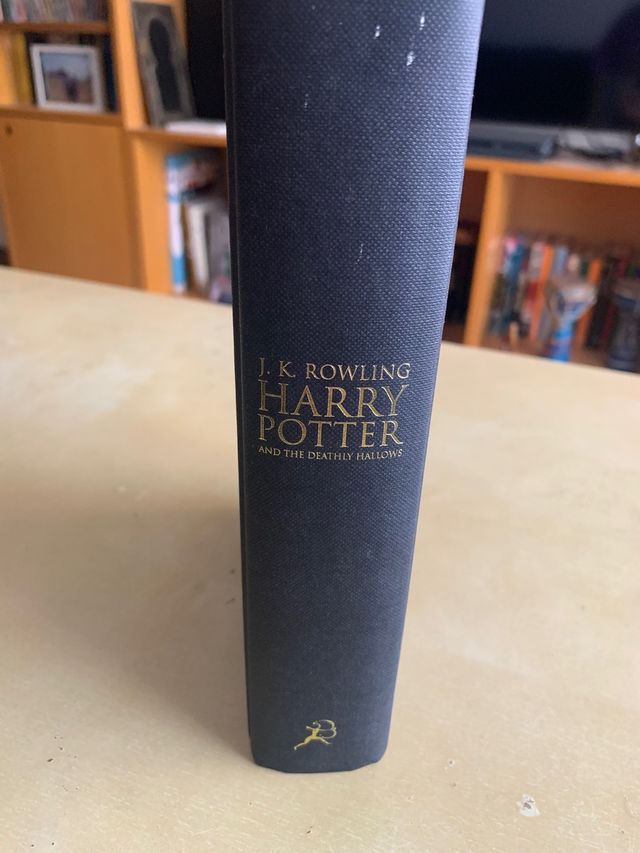 J. K. ROWLING
HARRY
POTTER
AND THE DEATHLY HALLOWS